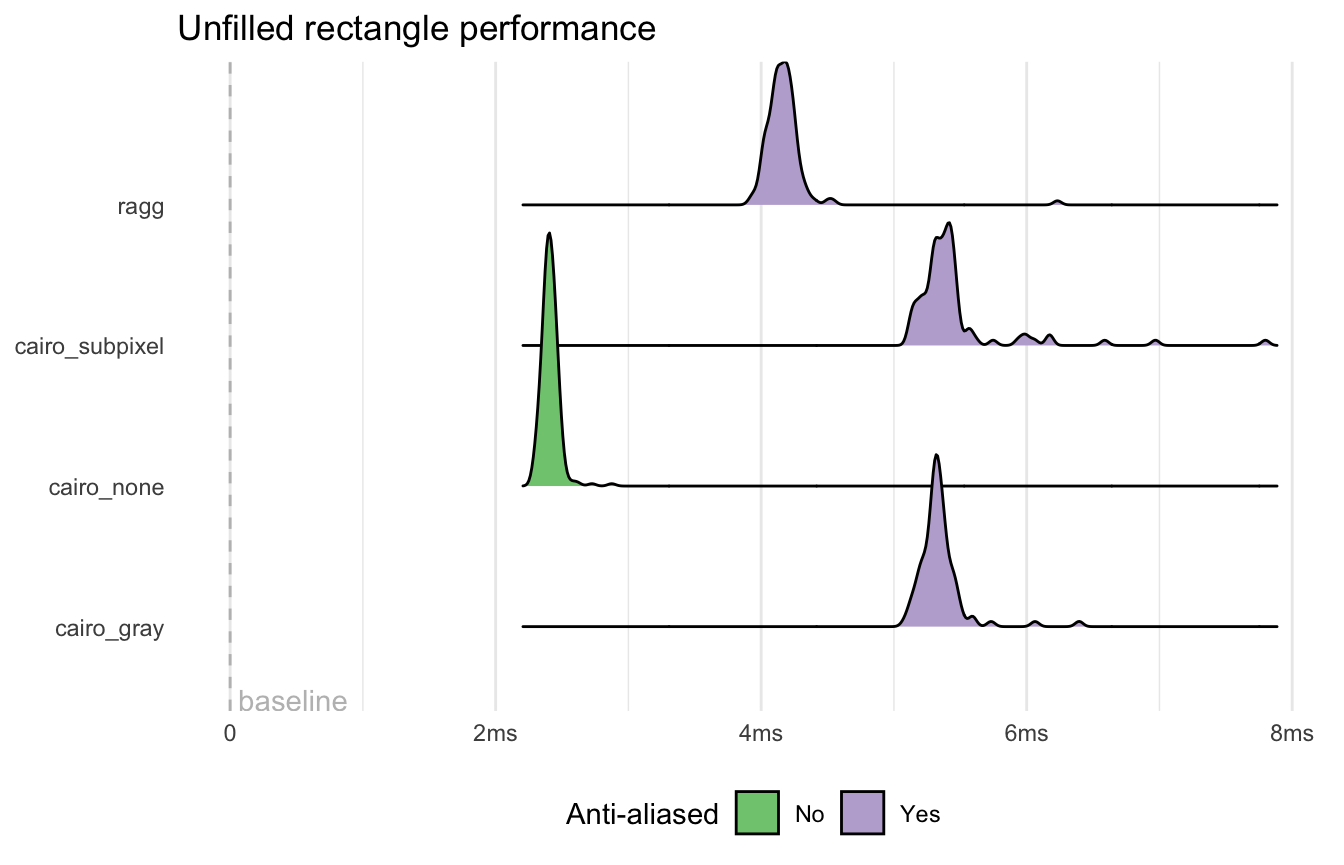 Unfilled rectangle performance
ragg
cairo_subpixel
cairo_none
cairo_gray
baseline
0 2ms 4ms 6ms 8ms
Anti-aliased No Yes